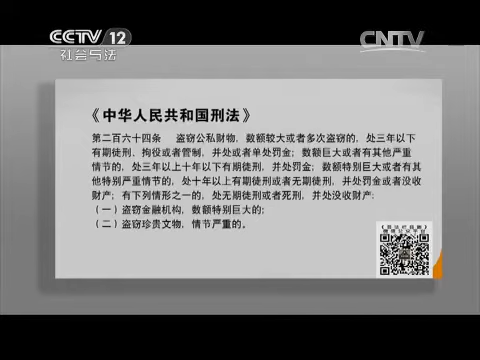 CCTV 12
社会与法
CNTV
《中华人民共和国刑法》
第二百六十四条 盗窃公私财物，数额较大或者多次盗窃的，处三年以下
有期徒刑、拘役或者管制，并处或者单处罚金；数额巨大或者有其他严重
情节的，处三年以上十年以下有期徒刑，并处罚金；数额特别巨大或者有其
他特别严重情节的，处十年以上有期徒刑或者无期徒刑，并处罚金或者没收
财产；有下列情形之一的，处无期徒刑或者死刑，并处没收财产：
（一）盗窃金融机构，数额特别巨大的；
（二）盗窃珍贵文物，情节严重的。